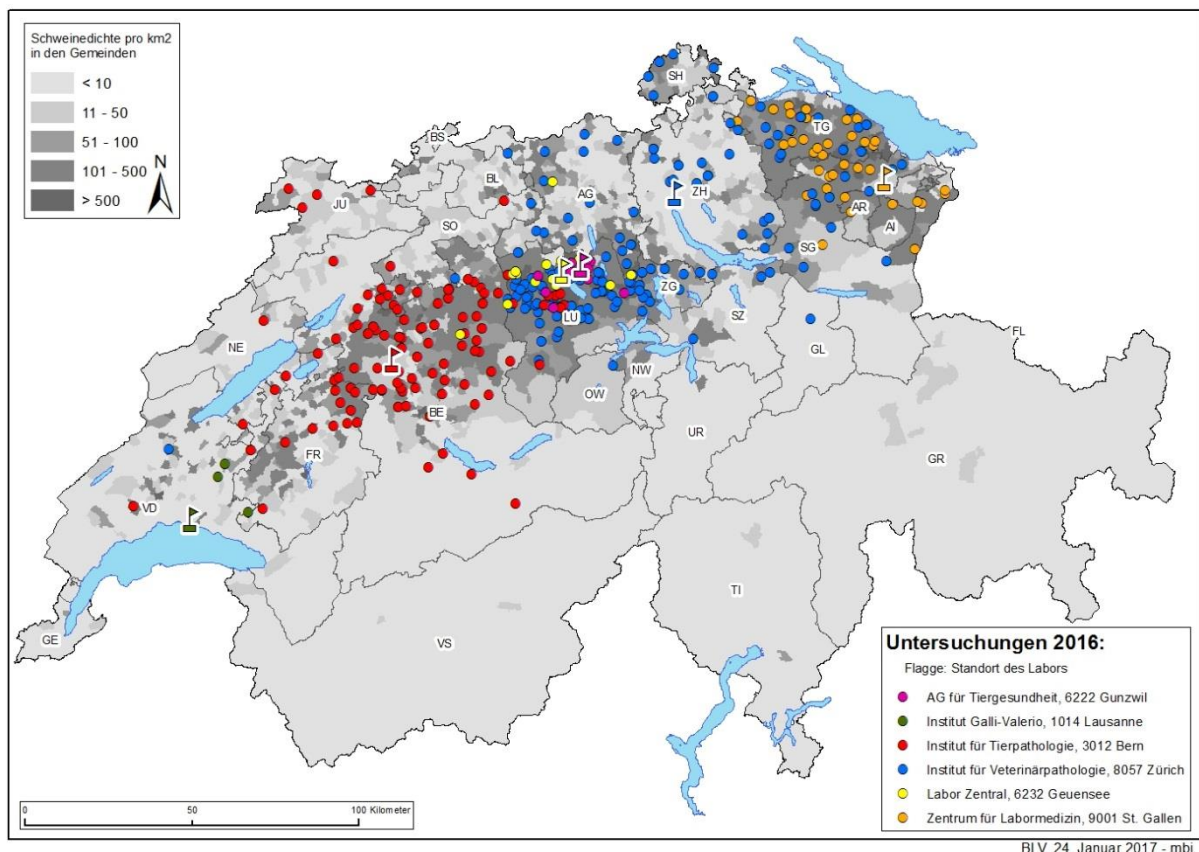 Schweinedichte pro km2
in den Gemeinden
< 10
11 - 50
51 - 100
101 - 500
> 500
N
SH
BS
TG
BL
AG
ZH
JU
AR
AI
SO
SG
ZG
LU
SZ
NE
GL
FL
NW
OW
BE
UR
GR
FR
VD
TI
VS
GE
Untersuchungen 2016:
Flagge: Standort des Labors
AG für Tiergesundheit, 6222 Gunzwil
Institut Galli-Valerio, 1014 Lausanne
Institut für Tierpathologie, 3012 Bern
Institut für Veterinärpathologie, 8057 Zürich
Labor Zentral, 6232 Geuensee
Zentrum für Labormedizin, 9001 St. Gallen
0 50 100 Kilometer
BLV, 24. Januar 2017 - mbi